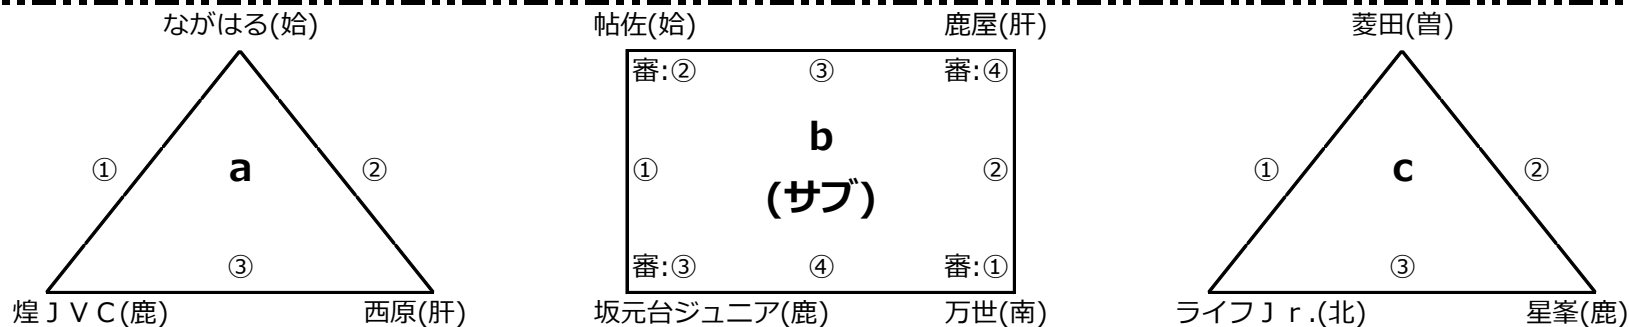 ながはる(姶) 帖佐(姶) 鹿屋(肝) 菱田(曽)
審:② ③ 審:④
b
① a ② ① ② ① c ②
(サブ)
③ 審:③ ④ 審:① ③
煌ＪＶＣ(鹿) 西原(肝) 坂元台ジュニア(鹿) 万世(南) ライフＪｒ.(北) 星峯(鹿)